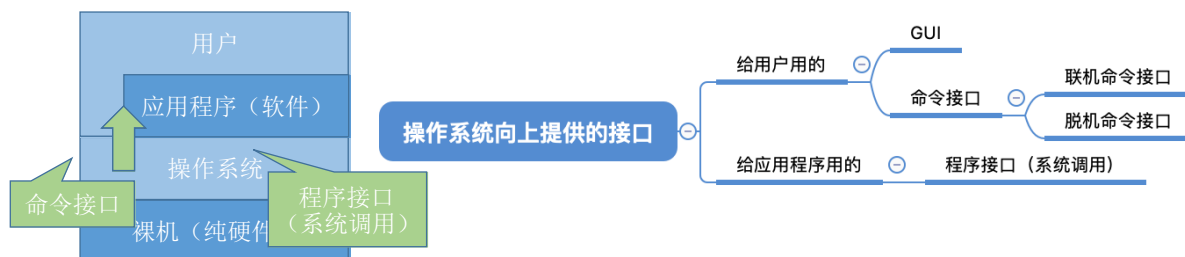 用户
应用程序（软件）
操作系统
命令接口
程序接口
（系统调用）
裸机（纯硬件
操作系统向上提供的接口
给用户用的
GUI
命令接口
联机命令接口
脱机命令接口
给应用程序用的
程序接口（系统调用）